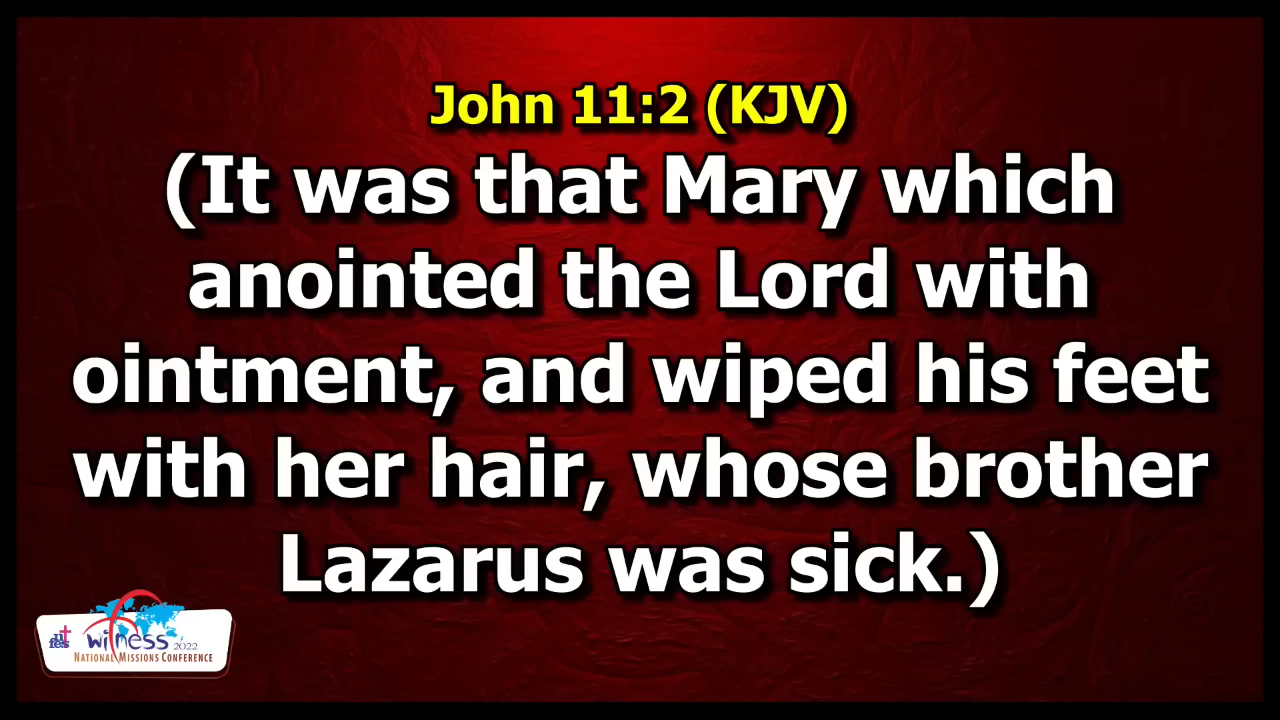 John 11:2 (KJV)
(It was that Mary which
anointed the Lord with
ointment, and wiped his feet
with her hair, whose brother
Lazarus was sick.)
witness 2022
NATIONAL MISSIONS CONFERENCE